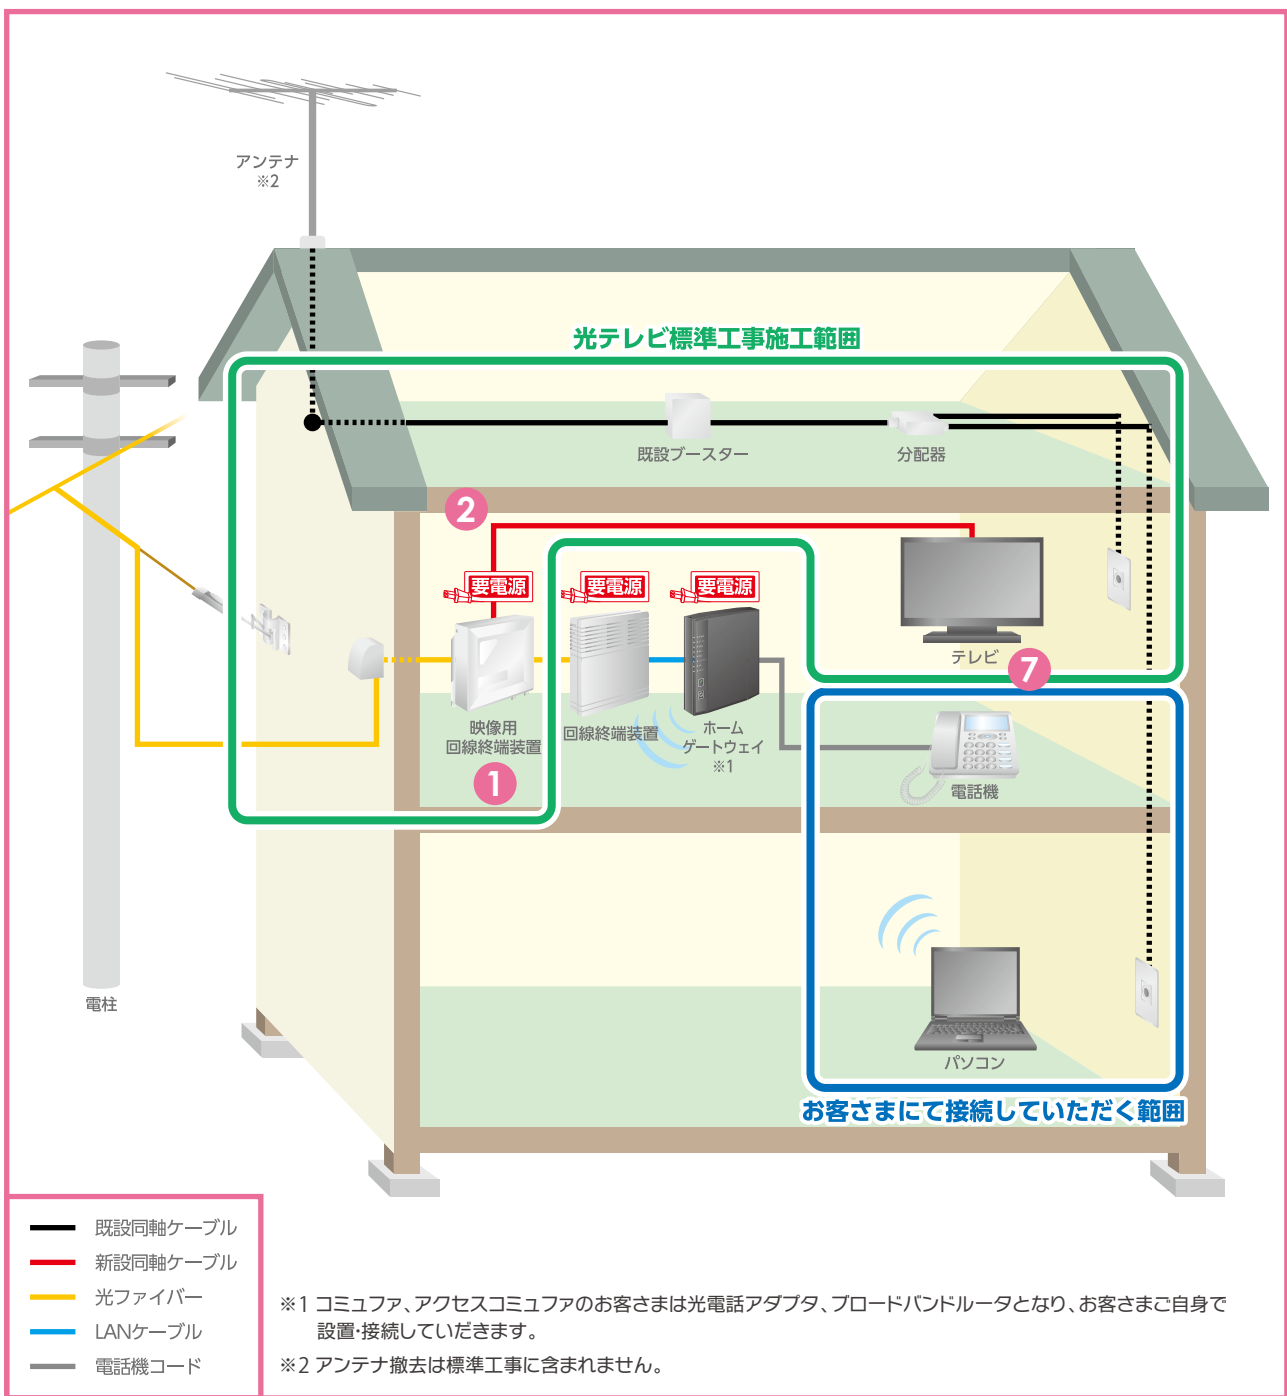 アンテナ
※2
光テレビ標準工事施工範囲
既設ブースター
分配器
2
要電源
要電源
要電源
テレビ
7
映像用
回線終端装置
1
回線終端装置
ホーム
ゲートウェイ
※1
電話機
電柱
パソコン
お客さまにて接続していただく範囲
既設同軸ケーブル
新設同軸ケーブル
光ファイバー
LANケーブル
電話機コード
※1 コミュファ、アクセスコミュファのお客さまは光電話アダプタ、ブロードバンドルータとなり、お客さまご自身で
設置・接続していだきます。
※2 アンテナ撤去は標準工事に含まれません。